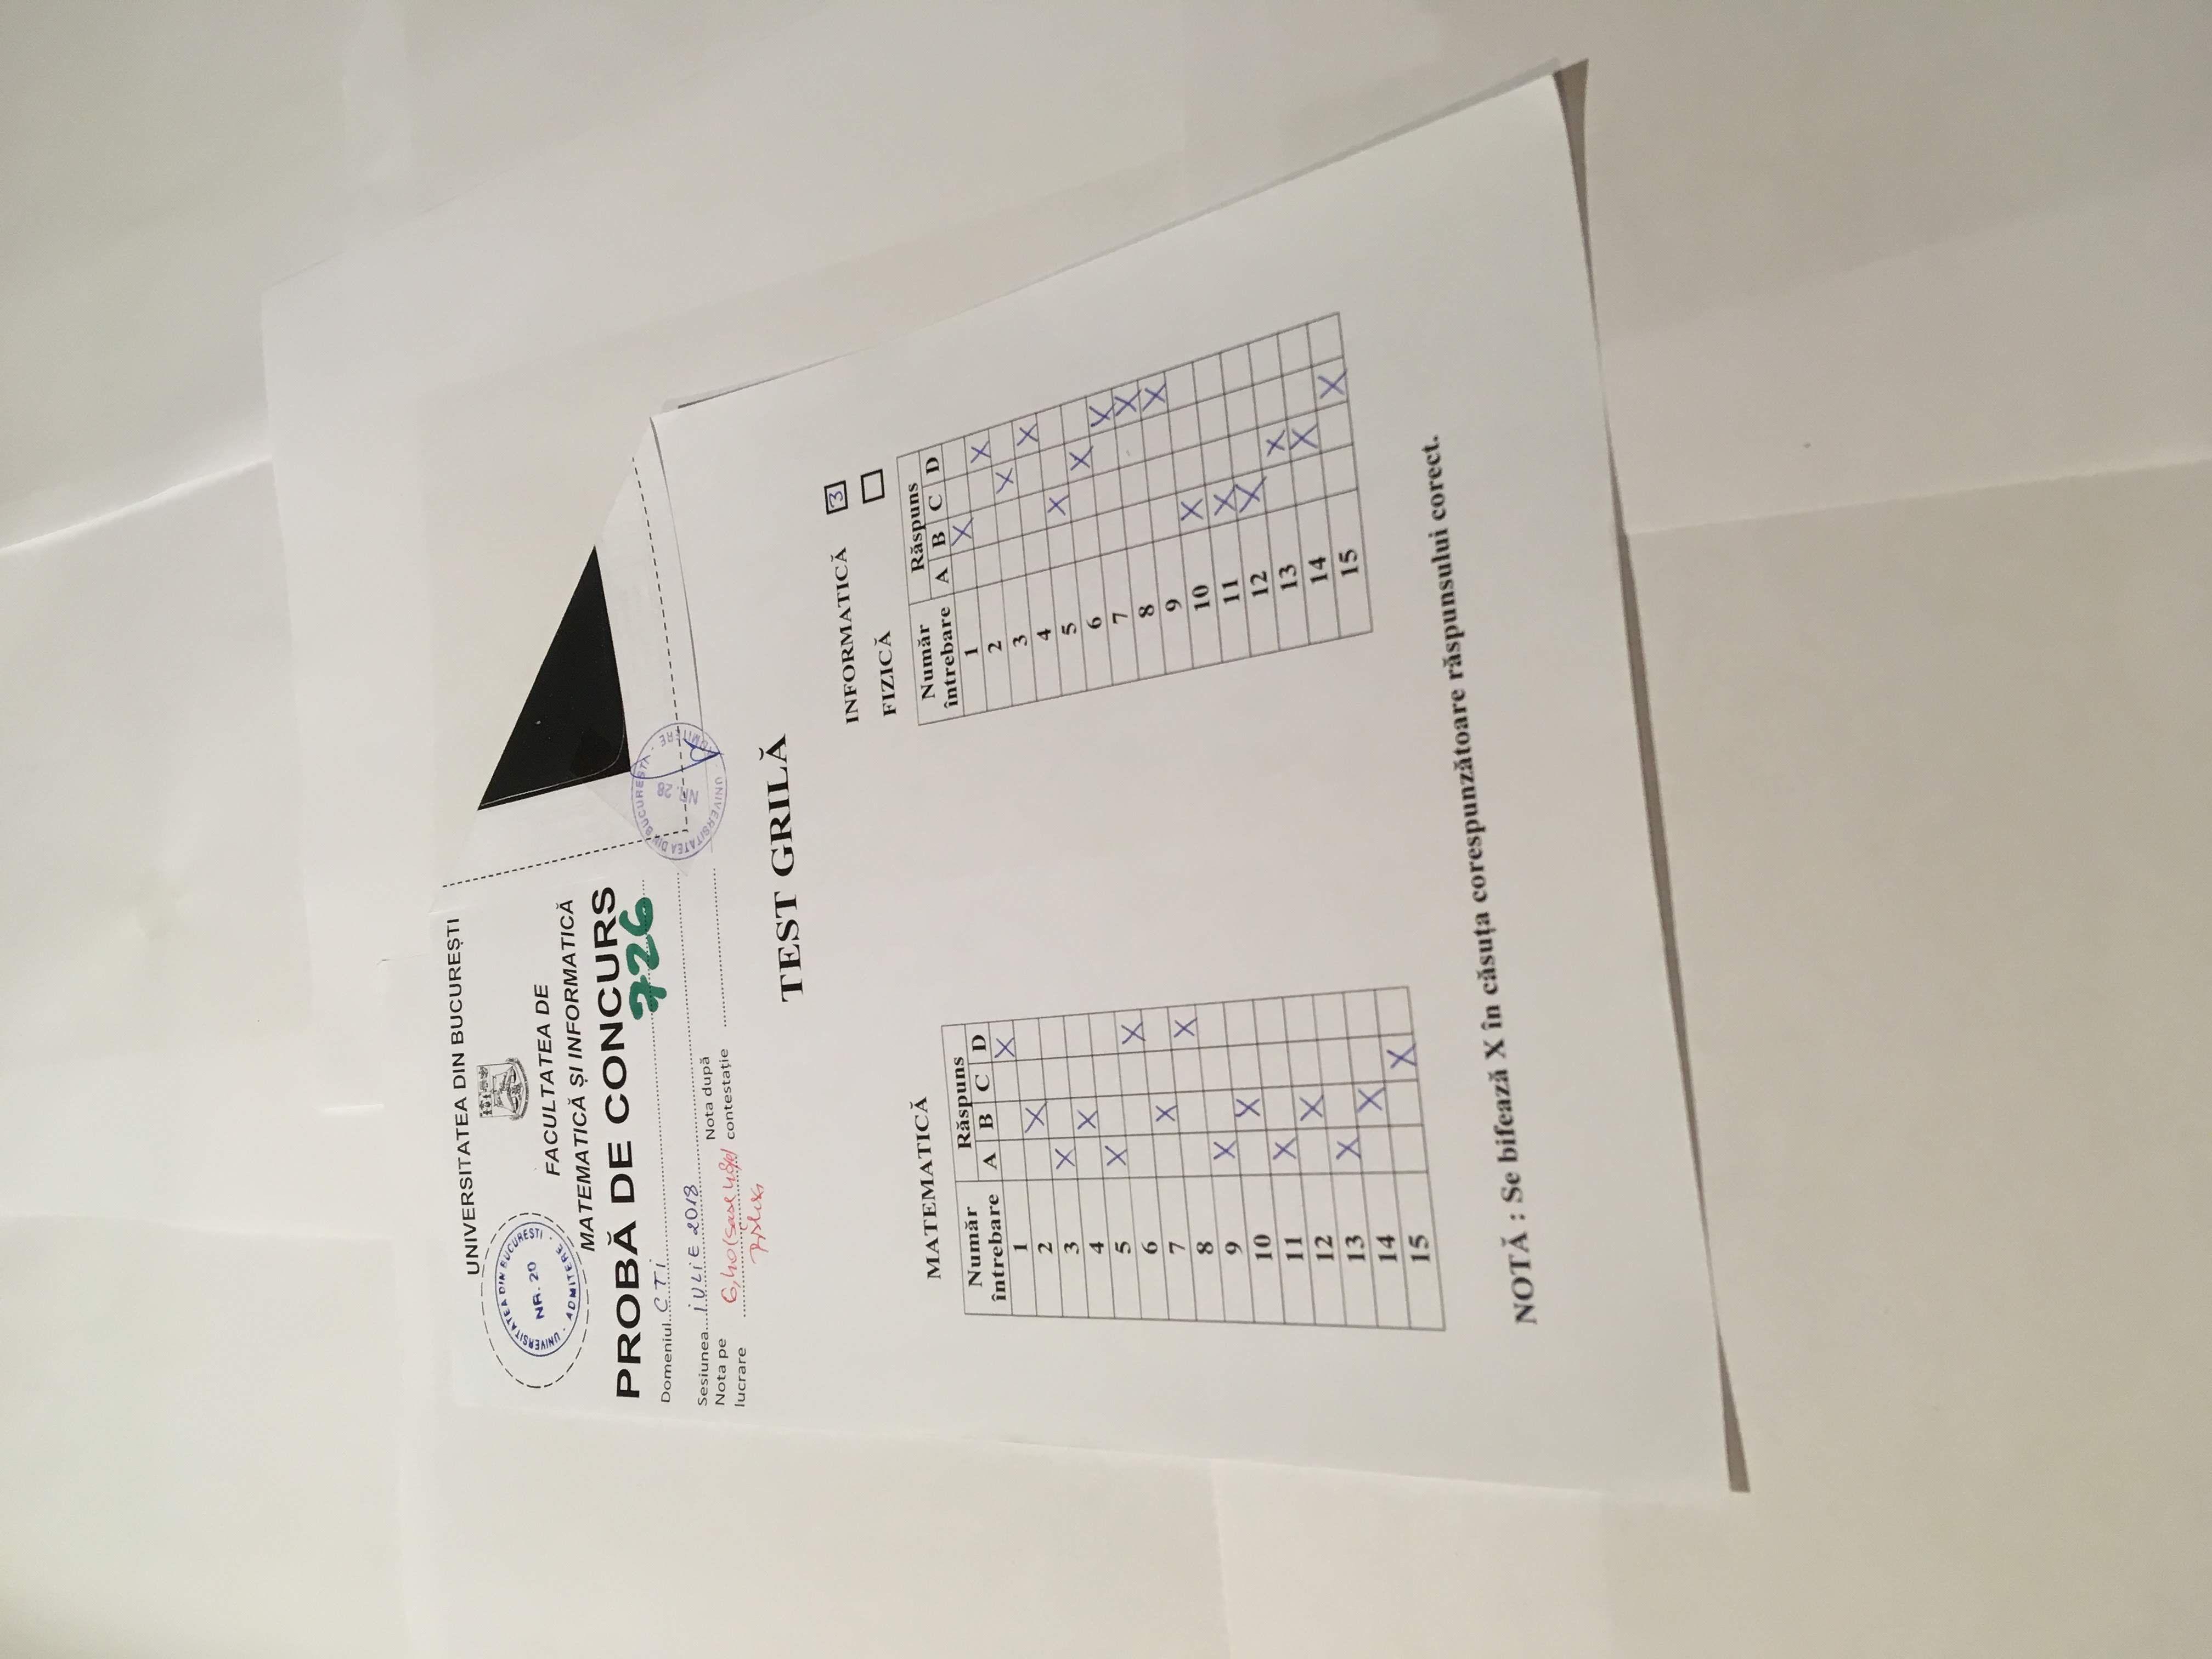 UNIVERSITATEA DIN BUCUREȘTI
UNIVERSITATEA DIN BUCUREȘTI
NR. 20
ADMITERE
FACULTATEA DE
MATEMATICĂ ȘI INFORMATICĂ
PROBĂ DE CONCURS
726
Domeniul CTI
Sesiunea IULIE 2018
Nota pe lucrare 6,40 (șase 40%)
Nota după contestație
UNIVERSITATEA DIN BUCUREȘTI
NR. 28
ADMITERE
TEST GRILĂ
INFORMATICĂ 3
FIZICĂ
MATEMATICĂ
Număr întrebare Răspuns
A B C D
1 X
2 X
3 X
4 X
5 X
6 X
7 X
8 X
9 X
10 X
11 X
12 X
13 X
14 X
15 X
Număr întrebare Răspuns
A B C D
1 X
2 X
3 X
4 X
5 X
6 X
7 X
8 X
9 X
10 X
11 X
12 X
13 X
14 X
15 X
NOTĂ : Se bifează X în căsuța corespunzătoare răspunsului corect.